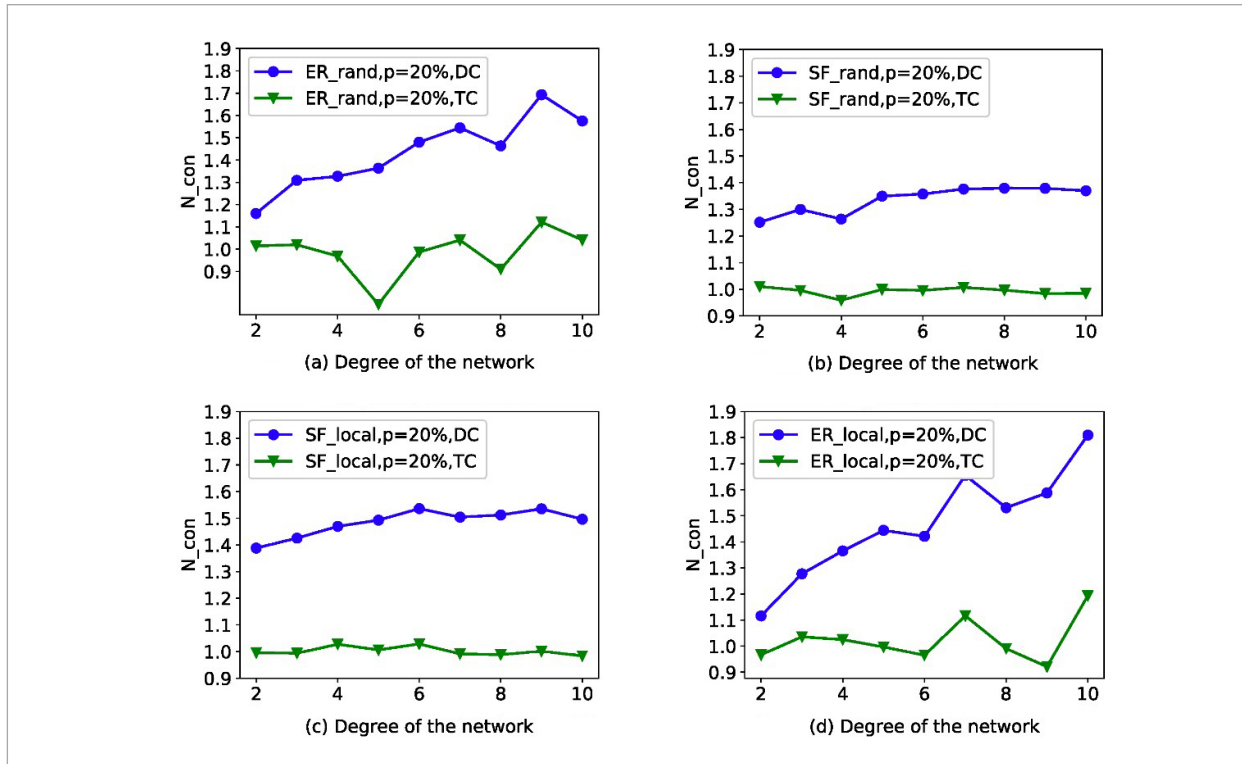 1.9
1.8
1.7
1.6
1.5
1.4
1.3
1.2
1.1
1.0
0.9
N_con
ER_rand,p=20%,DC
ER_rand,p=20%,TC
2 4 6 8 10
(a) Degree of the network
1.9
1.8
1.7
1.6
1.5
1.4
1.3
1.2
1.1
1.0
0.9
N_con
SF_rand,p=20%,DC
SF_rand,p=20%,TC
2 4 6 8 10
(b) Degree of the network
1.9
1.8
1.7
1.6
1.5
1.4
1.3
1.2
1.1
1.0
0.9
N_con
SF_local,p=20%,DC
SF_local,p=20%,TC
2 4 6 8 10
(c) Degree of the network
1.9
1.8
1.7
1.6
1.5
1.4
1.3
1.2
1.1
1.0
0.9
N_con
ER_local,p=20%,DC
ER_local,p=20%,TC
2 4 6 8 10
(d) Degree of the network